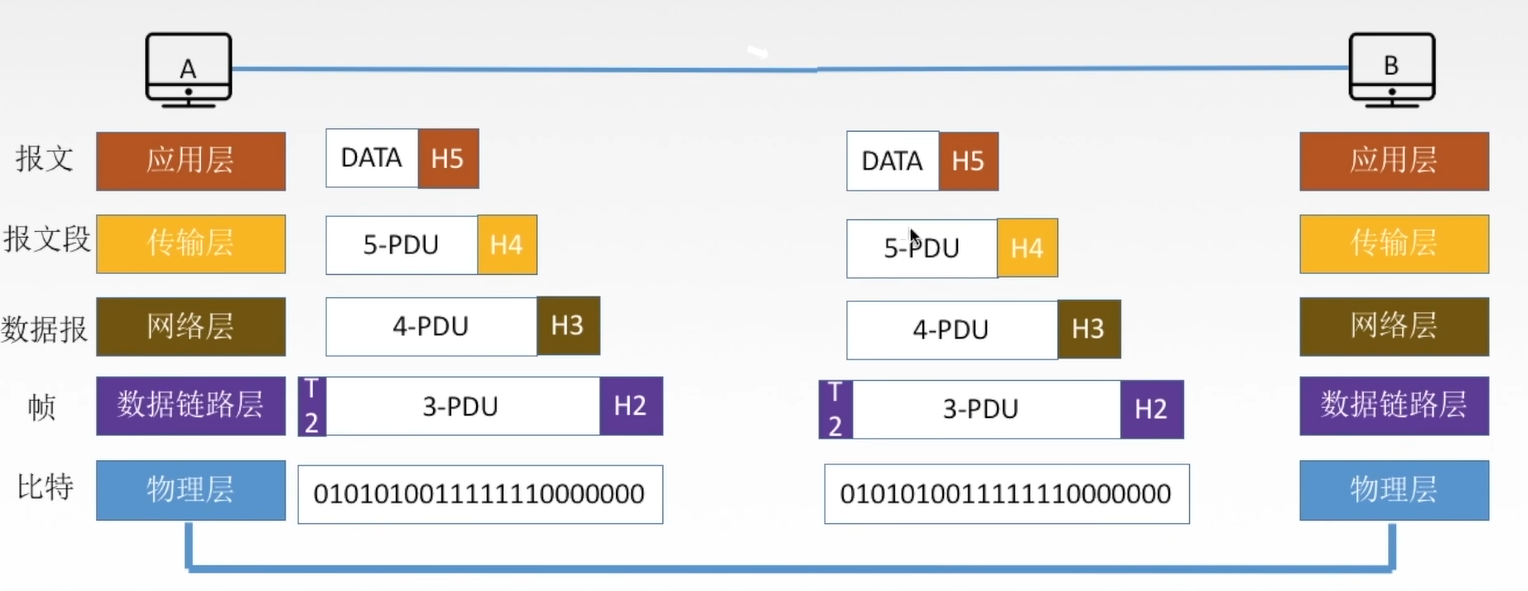 A B
报文 应用层 DATA H5 DATA H5 应用层
报文段 传输层 5-PDU H4 5-PDU H4 传输层
数据报 网络层 4-PDU H3 4-PDU H3 网络层
帧 数据链路层 T2 3-PDU H2 T2 3-PDU H2 数据链路层
比特 物理层 0101010011111110000000 0101010011111110000000 物理层